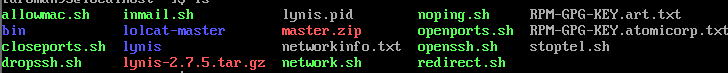 allowmac.sh inmail.sh lynis.pid noping.sh RPM-GPG-KEY.art.txt
bin lolcat-master master.zip openports.sh RPM-GPG-KEY.atomicorp.txt
closeports.sh lynis networkinfo.txt openssh.sh stoptel.sh
dropssh.sh lynis-2.7.5.tar.gz network.sh redirect.sh